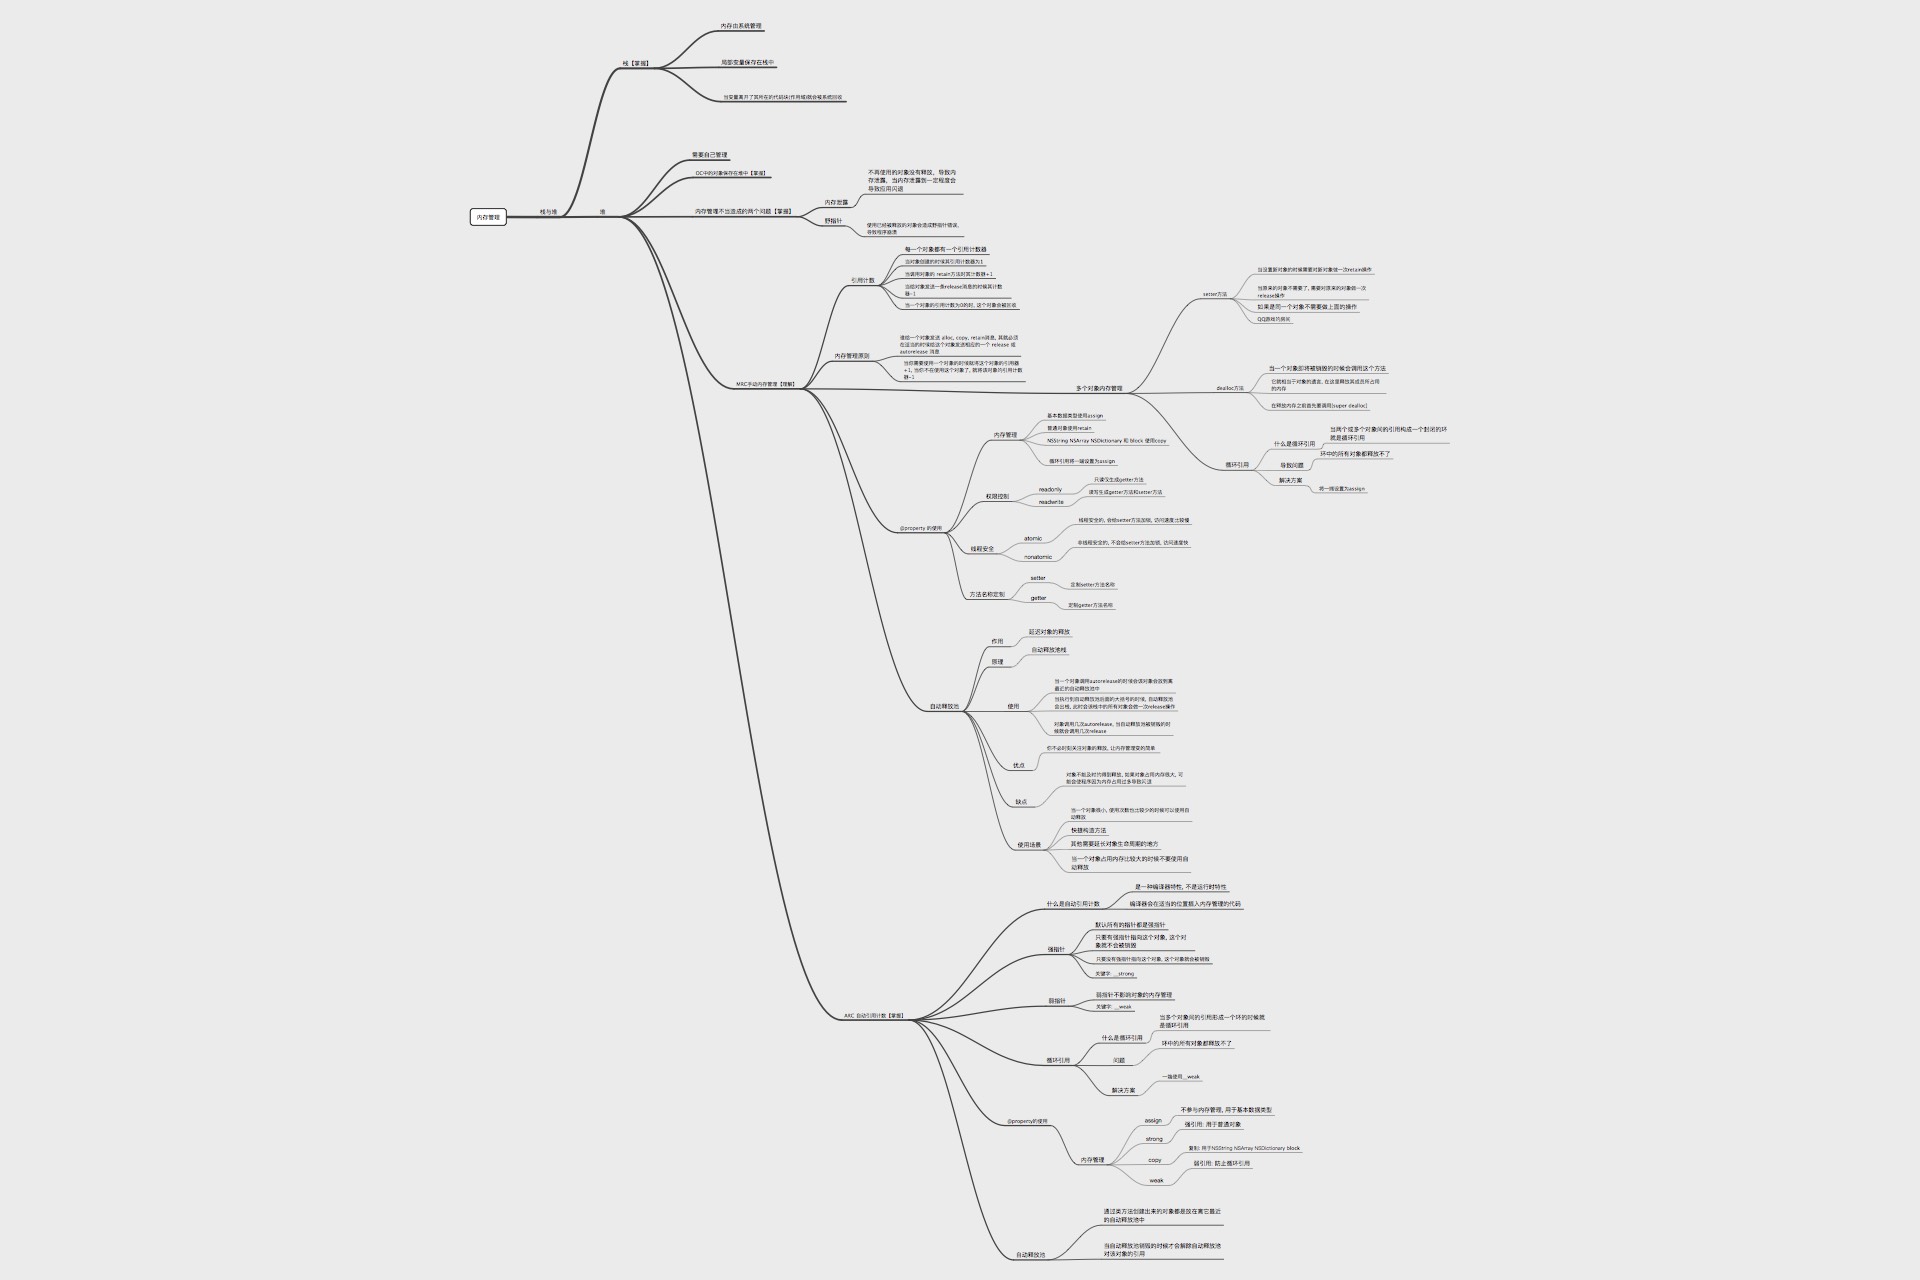 内存管理
栈与堆
栈【掌握】
内存由系统管理
局部变量保存在栈中
当变量离开了其所在的代码块(作用域)就会被系统回收
堆
需要自己管理
OC中的对象保存在堆中【掌握】
内存管理不当造成的两个问题【掌握】
内存泄露
不再使用的对象没有释放，导致内
存泄露，当内存泄露到一定程度会
导致应用闪退
野指针
使用已经被释放的对象会造成野指针错误,
导致程序崩溃
MRC手动内存管理【理解】
引用计数
每一个对象都有一个引用计数器
当对象创建的时候其引用计数器为1
当调用对象的 retain方法时其计数器+1
当给对象发送一条release消息的时候其计数
器-1
当一个对象的引用计数为0的时, 这个对象会被回收
内存管理原则
谁给一个对象发送 alloc, copy, retain消息, 其就必须
在适当的时候给这个对象发送相应的一个 release 或
autorelease 消息
当你需要使用一个对象的时候就将这个对象的引用器
+1, 当你不在使用这个对象了, 就将该对象的引用计数
器-1
多个对象内存管理
setter方法
当设置新对象的时候需要对新对象做一次retain操作
当原来的对象不需要了, 需要对原来的对象做一次
release操作
如果是同一个对象不需要做上面的操作
QQ游戏的房间
dealloc方法
当一个对象即将被销毁的时候会调用这个方法
它就相当于对象的遗言, 在这里释放其成员所占用
的内存
在释放内存之前首先要调用[super dealloc]
循环引用
什么是循环引用
当两个或多个对象间的引用构成一个封闭的环
就是循环引用
导致问题
环中的所有对象都释放不了
解决方案
将一端设置为assign
@property 的使用
内存管理
基本数据类型使用assign
普通对象使用retain
NSString NSArray NSDictionary 和 block 使用copy
循环引用将一端设置为assign
权限控制
readonly
只读仅生成getter方法
readwrite
读写生成getter方法和setter方法
线程安全
atomic
线程安全的, 会给setter方法加锁, 访问速度比较慢
nonatomic
非线程安全的, 不会给setter方法加锁, 访问速度快
方法名称定制
setter
定制setter方法名称
getter
定制getter方法名称
自动释放池
作用
延迟对象的释放
原理
自动释放池栈
使用
当一个对象调用autorelease的时候会该对象会放到离
最近的自动释放池中
当执行到自动释放池后面的大括号的时候, 自动释放池
会出栈, 此时会该栈中的所有对象会做一次release操作
对象调用几次autorelease, 当自动释放池被销毁的时
候就会调用几次release
优点
你不必时刻关注对象的释放, 让内存管理变的简单
缺点
对象不能及时的得到释放, 如果对象占用内存很大, 可
能会使程序因为内存占用过多导致闪退
使用场景
当一个对象很小, 使用次数也比较少的时候可以使用自
动释放
快捷构造方法
其他需要延长对象生命周期的地方
当一个对象占用内存比较大的时候不要使用自
动释放
ARC 自动引用计数【掌握】
什么是自动引用计数
是一种编译器特性, 不是运行时特性
编译器会在适当的位置插入内存管理的代码
强指针
默认所有的指针都是强指针
只要有强指针指向这个对象, 这个对
象就不会被销毁
只要没有强指针指向这个对象, 这个对象就会被销毁
关键字: __strong
弱指针
弱指针不影响对象的内存管理
关键字: __weak
循环引用
什么是循环引用
当多个对象间的引用形成一个环的时候就
是循环引用
问题
环中的所有对象都释放不了
解决方案
一端使用__weak
@property的使用
内存管理
assign
不参与内存管理, 用于基本数据类型
strong
强引用: 用于普通对象
copy
复制: 用于NSString NSArray NSDictionary block
weak
弱引用: 防止循环引用
自动释放池
通过类方法创建出来的对象都是放在离它最近
的自动释放池中
当自动释放池销毁的时候才会解除自动释放池
对该对象的引用